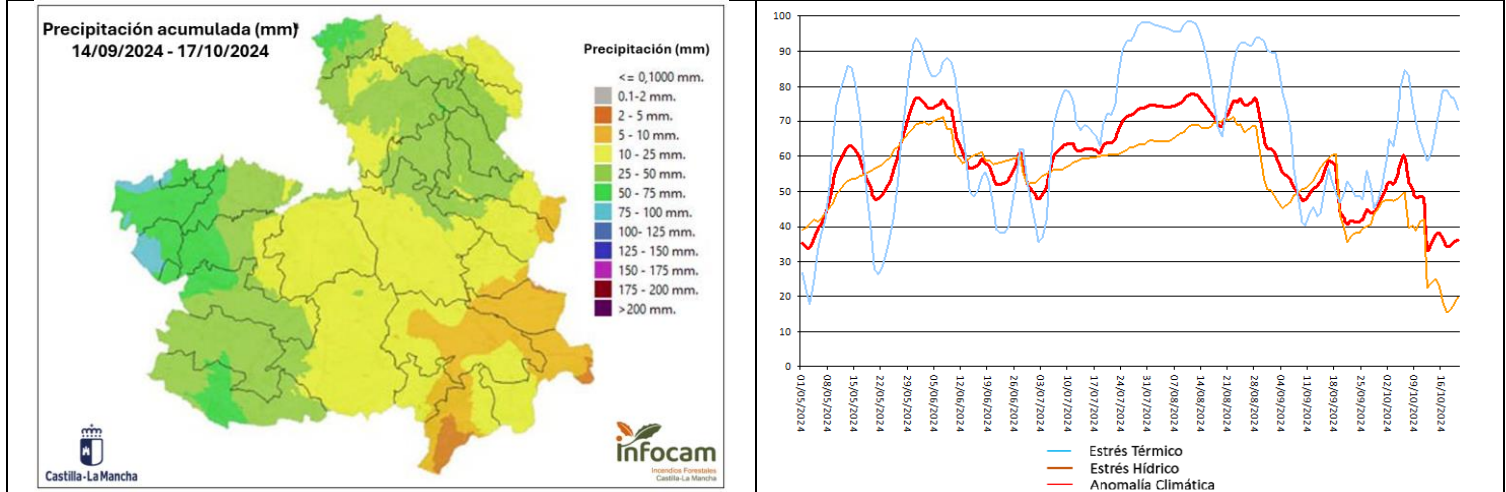 Precipitación acumulada (mm)
14/09/2024 - 17/10/2024
Precipitación (mm)
<= 0,1000 mm.
0.1-2 mm.
2 - 5 mm.
5 - 10 mm.
10 - 25 mm.
25 - 50 mm.
50 - 75 mm.
75 - 100 mm.
100- 125 mm.
125 - 150 mm.
150 - 175 mm.
175 - 200 mm.
>200 mm.
Castilla-La Mancha
infocam
Incendios Forestales
Castilla-La Mancha
100
90
80
70
60
50
40
30
20
10
0
01/05/2024
08/05/2024
15/05/2024
22/05/2024
29/05/2024
05/06/2024
12/06/2024
19/06/2024
26/06/2024
03/07/2024
10/07/2024
17/07/2024
24/07/2024
31/07/2024
07/08/2024
14/08/2024
21/08/2024
28/08/2024
04/09/2024
11/09/2024
18/09/2024
25/09/2024
02/10/2024
09/10/2024
16/10/2024
Estrés Térmico
Estrés Hídrico
Anomalía Climática